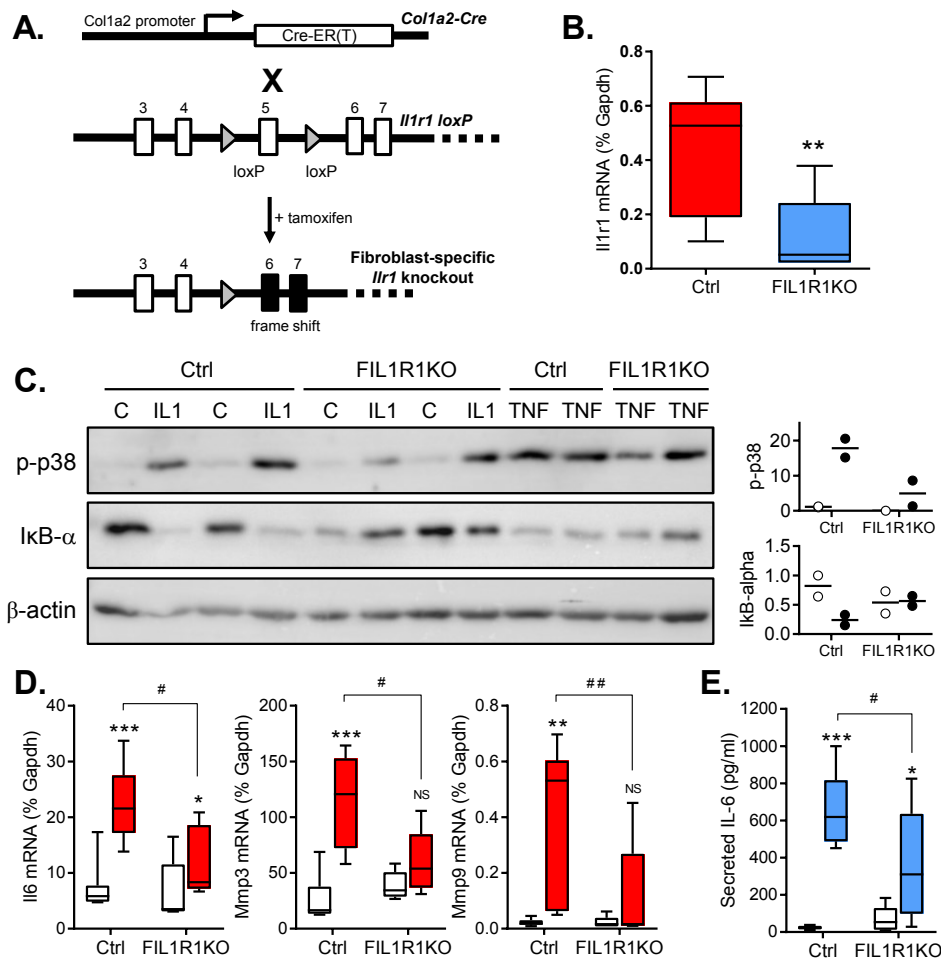 A.
Col1a2 promoter
Col1a2-Cre
Cre-ER(T)
X
3 4 5 6 7
Il1r1 loxP
loxP loxP
+ tamoxifen
3 4 6 7
Fibroblast-specific
Ilr1 knockout
frame shift
B.
Il1r1 mRNA (% Gapdh)
0.8
0.6
0.4
0.2
0.0
**
Ctrl FIL1R1KO
C.
Ctrl FIL1R1KO Ctrl FIL1R1KO
C IL1 C IL1 C IL1 C IL1 TNF TNF TNF TNF
p-p38
IκB-α
β-actin
p-p38
20
10
0
Ctrl FIL1R1KO
IkB-alpha
1.5
1.0
0.5
0.0
Ctrl FIL1R1KO
D.
Il6 mRNA (% Gapdh)
40
30
20
10
0
#
***
*
Ctrl FIL1R1KO
Mmp3 mRNA (% Gapdh)
200
150
100
50
0
#
***
NS
Ctrl FIL1R1KO
Mmp9 mRNA (% Gapdh)
0.8
0.6
0.4
0.2
0.0
##
**
NS
Ctrl FIL1R1KO
E.
Secreted IL-6 (pg/ml)
1200
1000
800
600
400
200
0
#
***
*
Ctrl FIL1R1KO